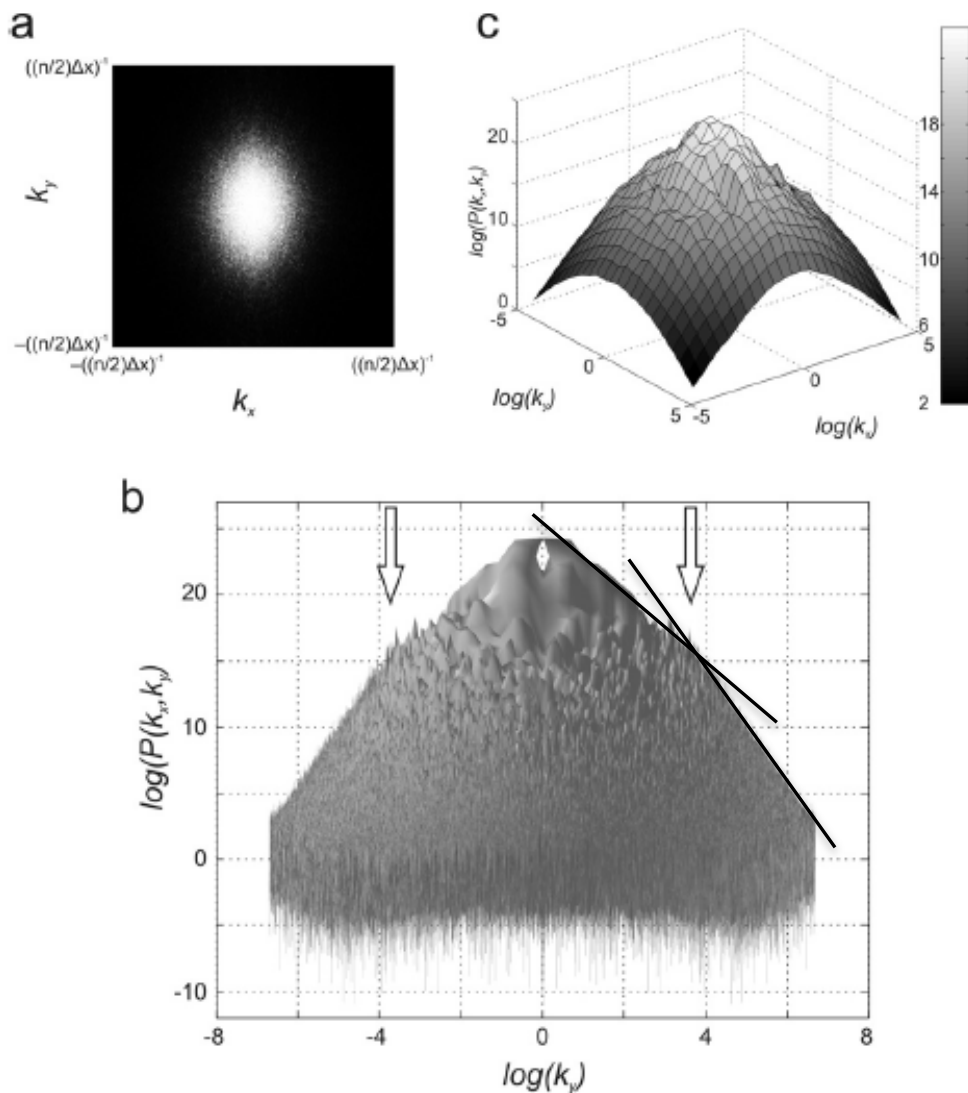 a
((n/2)Δx)⁻¹
k_y
–((n/2)Δx)⁻¹
–((n/2)Δx)⁻¹ ((n/2)Δx)⁻¹
k_x
c
20
10
0
log(P(k_x,k_y))
-5
0
5
log(k_y)
-5
0
5
log(k_x)
18
14
10
6
2
b
20
10
0
-10
log(P(k_x,k_y))
-8 -4 0 4 8
log(k_y)